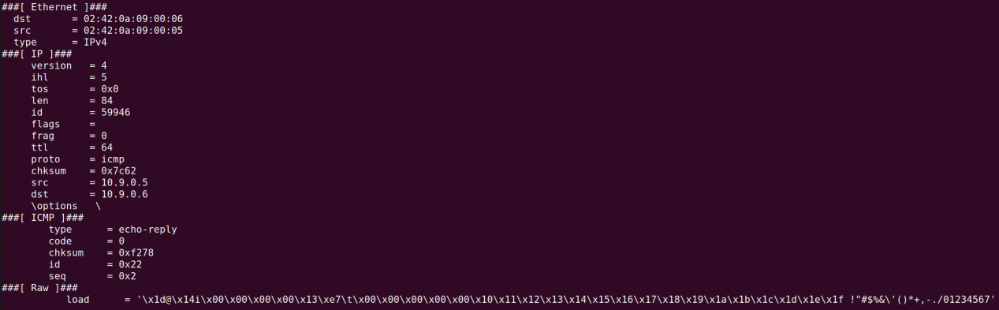 ###[ Ethernet ]###
  dst       = 02:42:0a:09:00:06
  src       = 02:42:0a:09:00:05
  type      = IPv4
###[ IP ]###
     version   = 4
     ihl       = 5
     tos       = 0x0
     len       = 84
     id        = 59946
     flags     =
     frag      = 0
     ttl       = 64
     proto     = icmp
     chksum    = 0x7c62
     src       = 10.9.0.5
     dst       = 10.9.0.6
     \options   \
###[ ICMP ]###
        type      = echo-reply
        code      = 0
        chksum    = 0xf278
        id        = 0x22
        seq       = 0x2
###[ Raw ]###
           load      = '\x1d@\x14i\x00\x00\x00\x00\x13\xe7\t\x00\x00\x00\x00\x00\x10\x11\x12\x13\x14\x15\x16\x17\x18\x19\x1a\x1b\x1c\x1d\x1e\x1f !"#$%&\'()*+,-./01234567'